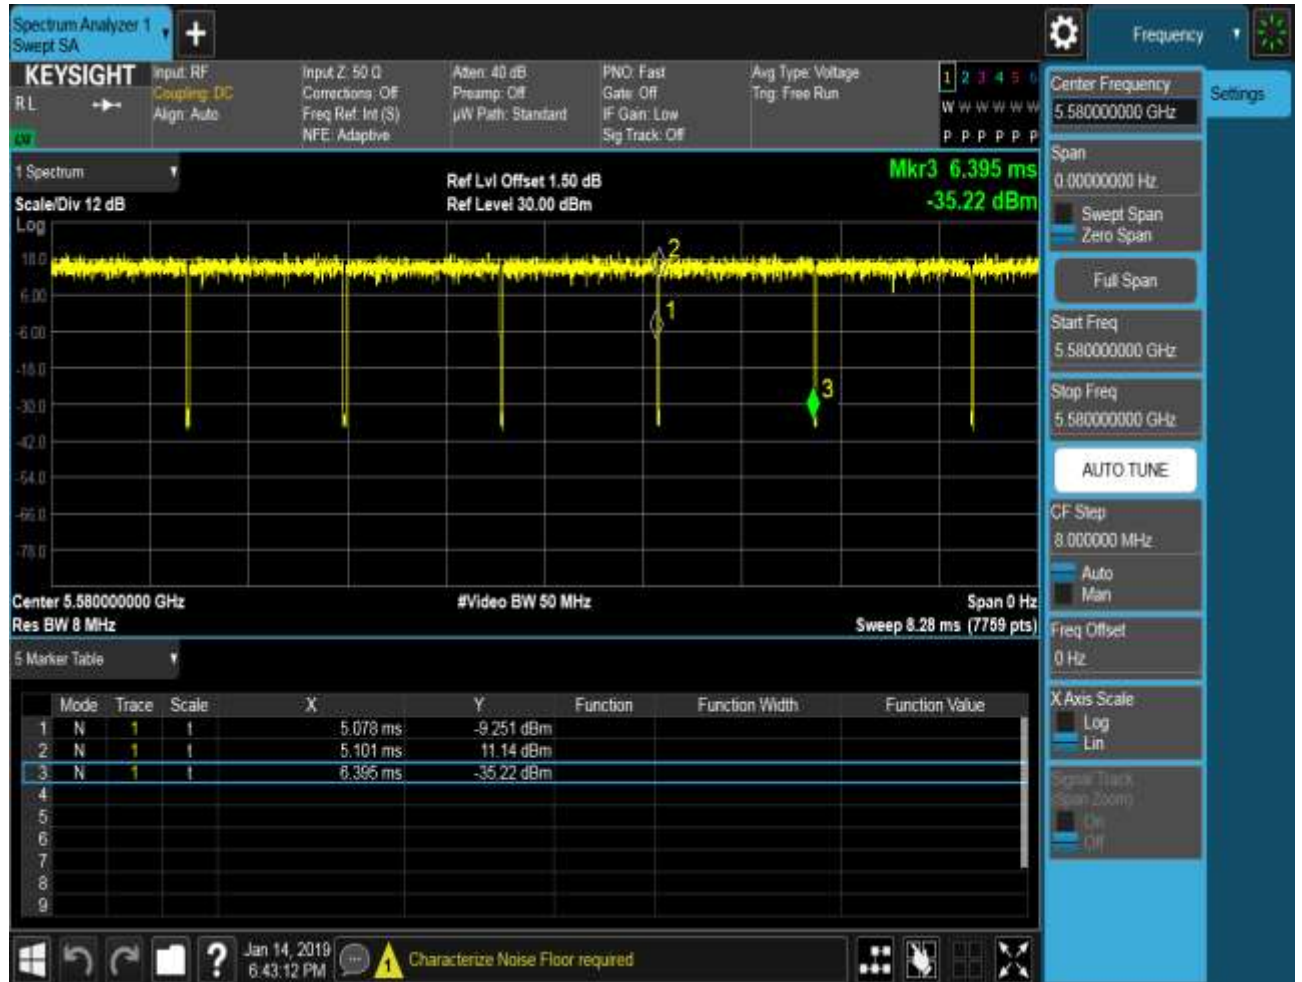 Spectrum Analyzer 1
Swept SA
+
Frequency
KEYSIGHT
RL
Input: RF
Coupling: DC
Align: Auto
Input Z: 50 Ω
Corrections: Off
Freq Ref: Int (S)
NFE: Adaptive
Atten: 40 dB
Preamp: Off
µW Path: Standard
PNO: Fast
Gate: Off
IF Gain: Low
Sig Track: Off
Avg Type: Voltage
Trig: Free Run
1 2 3 4 5 6
W W W W W W
P P P P P P
1 Spectrum
Scale/Div 12 dB
Log
Ref Lvl Offset 1.50 dB
Ref Level 30.00 dBm
Mkr3 6.395 ms
-35.22 dBm
18.0
6.00
-6.00
-18.0
-30.0
-42.0
-54.0
-66.0
-78.0
2
1
3
Center 5.580000000 GHz
Res BW 8 MHz
#Video BW 50 MHz
Span 0 Hz
Sweep 8.28 ms (7759 pts)
5 Marker Table
Mode Trace Scale X Y Function Function Width Function Value
1 N 1 t 5.078 ms -9.251 dBm
2 N 1 t 5.101 ms 11.14 dBm
3 N 1 t 6.395 ms -35.22 dBm
4
5
6
7
8
9
?
Jan 14, 2019
6:43:12 PM
1
Characterize Noise Floor required
Center Frequency
5.580000000 GHz
Settings
Span
0.00000000 Hz
Swept Span
Zero Span
Full Span
Start Freq
5.580000000 GHz
Stop Freq
5.580000000 GHz
AUTO TUNE
CF Step
8.000000 MHz
Auto
Man
Freq Offset
0 Hz
X Axis Scale
Log
Lin
Signal Track
(Span Zoom)
On
Off